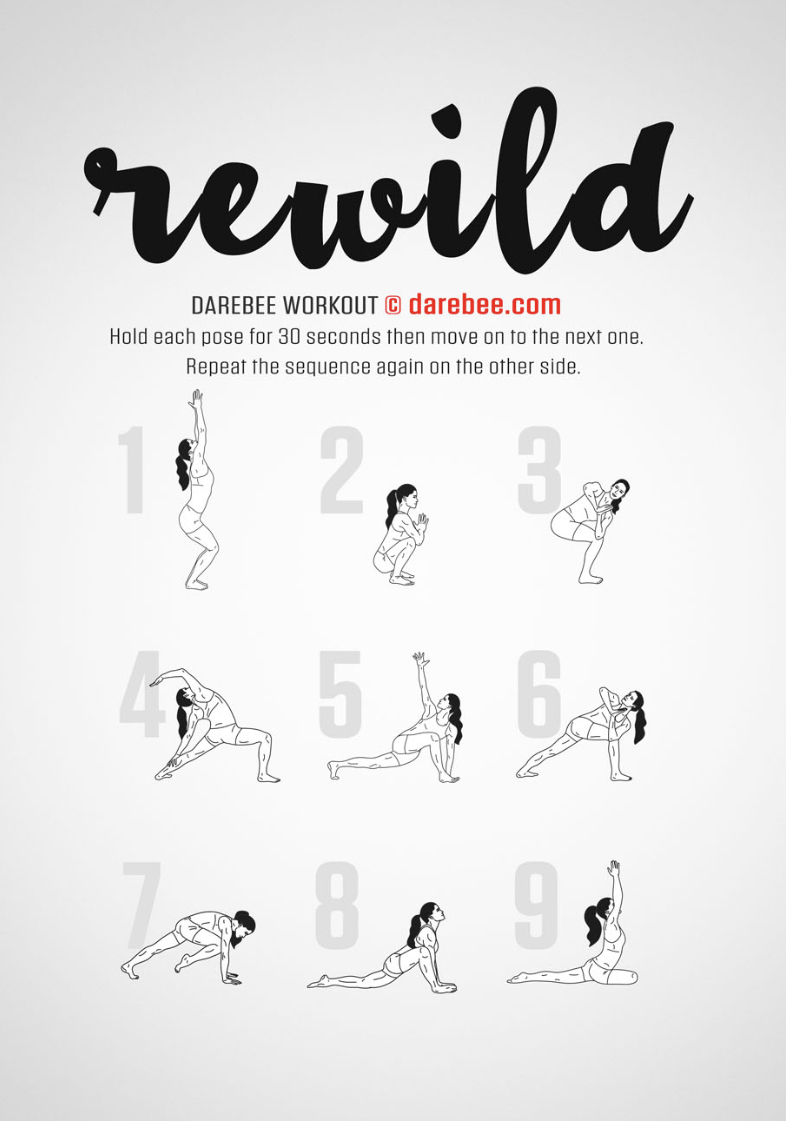 rewild
DAREBEE WORKOUT © darebee.com
Hold each pose for 30 seconds then move on to the next one.
Repeat the sequence again on the other side.
1 2 3
4 5 6
7 8 9